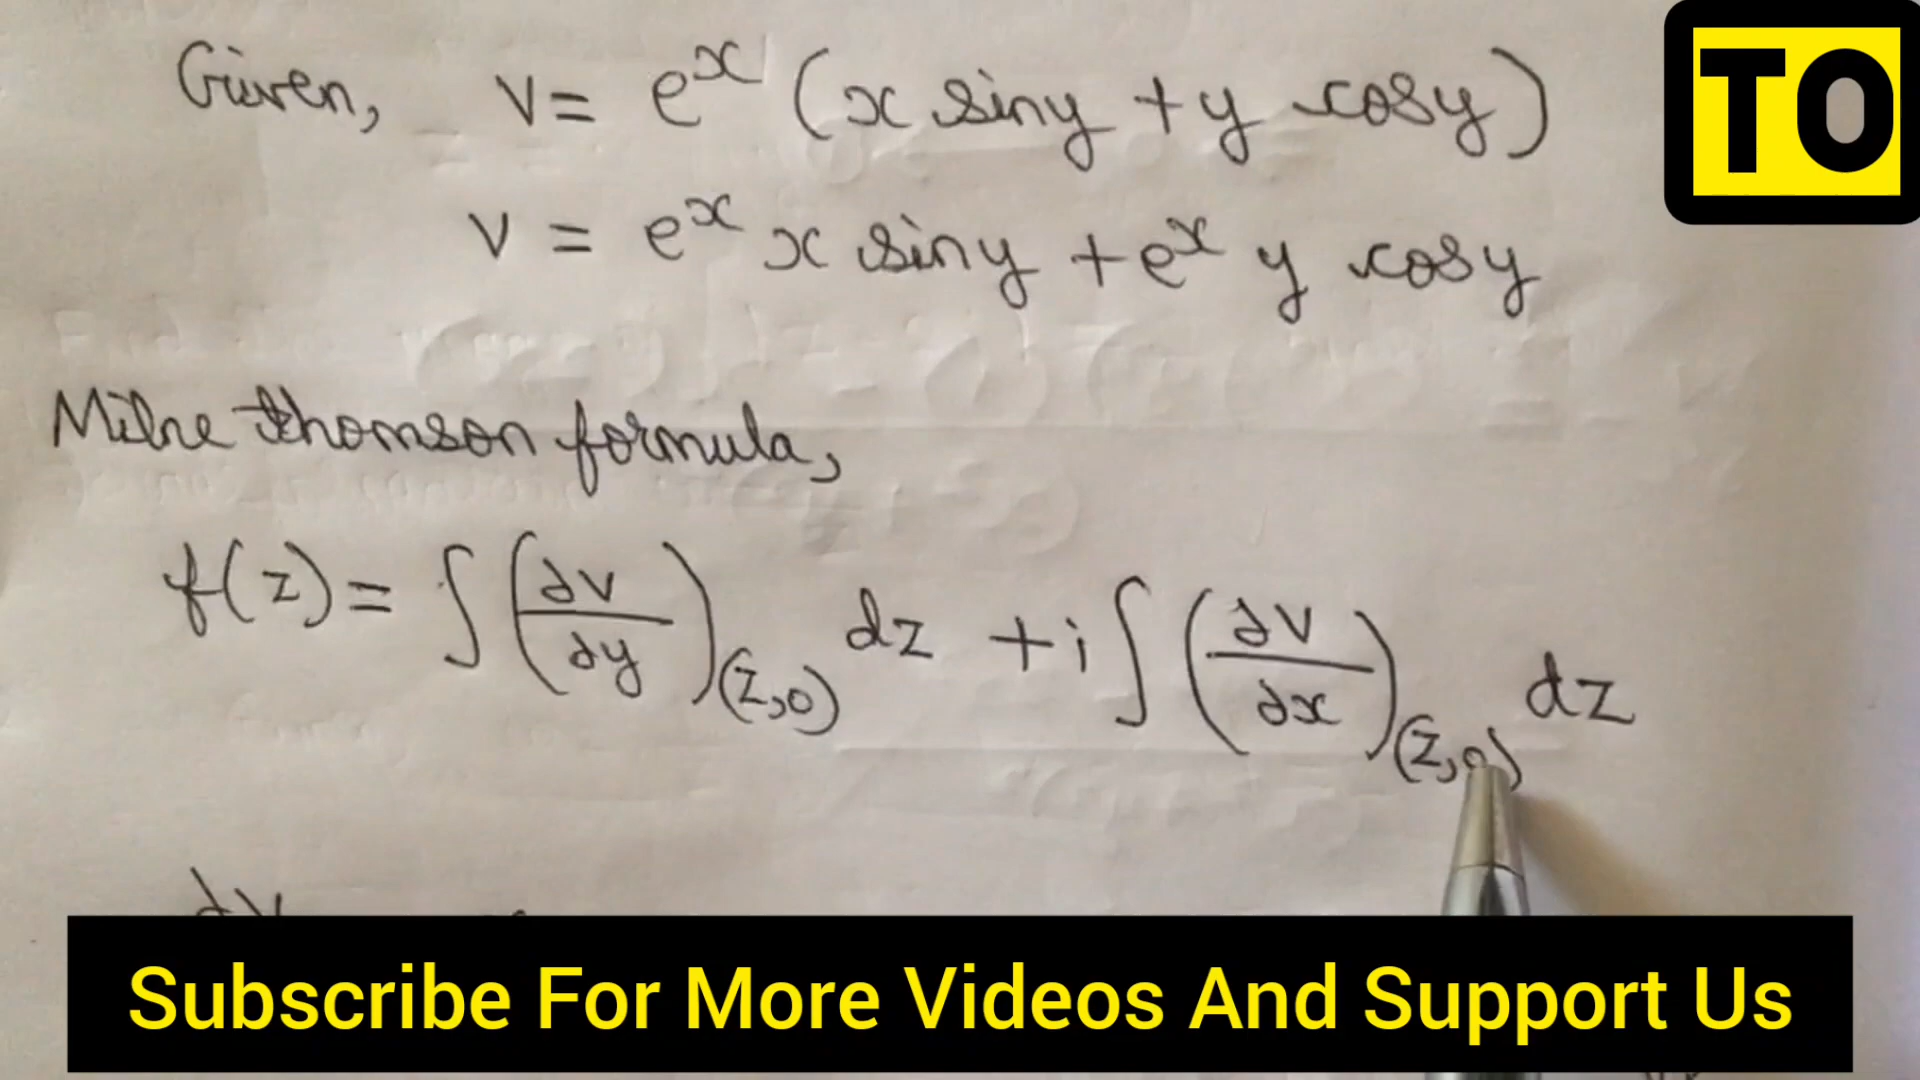 Given, v = e^x (x sin y + y cos y)
TO
v = e^x x sin y + e^x y cos y
Milne thomson formula,
f(z) = ∫ (∂v/∂y)_(z,0) dz + i ∫ (∂v/∂x)_(z,0) dz
Subscribe For More Videos And Support Us